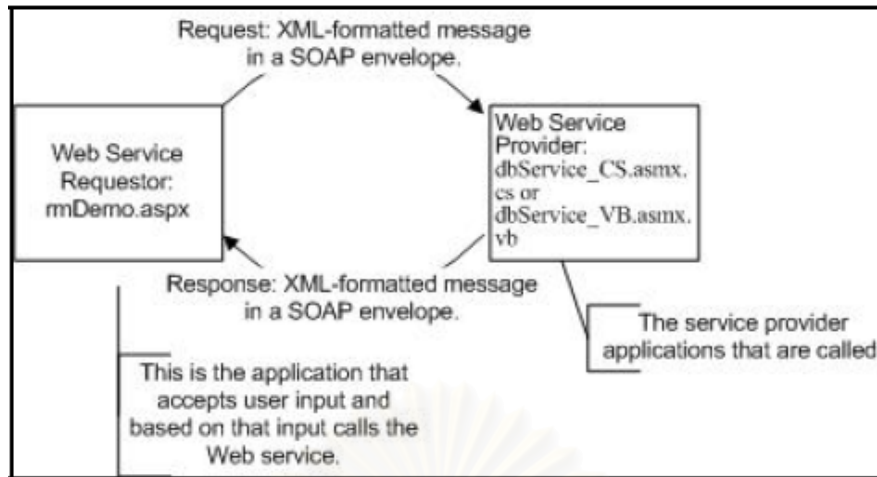 Request: XML-formatted message
in a SOAP envelope.
Web Service
Requestor:
rmDemo.aspx
Web Service
Provider:
dbService_CS.asmx.
cs or
dbService_VB.asmx.
vb
Response: XML-formatted message
in a SOAP envelope.
The service provider
applications that are called
This is the application that
accepts user input and
based on that input calls the
Web service.